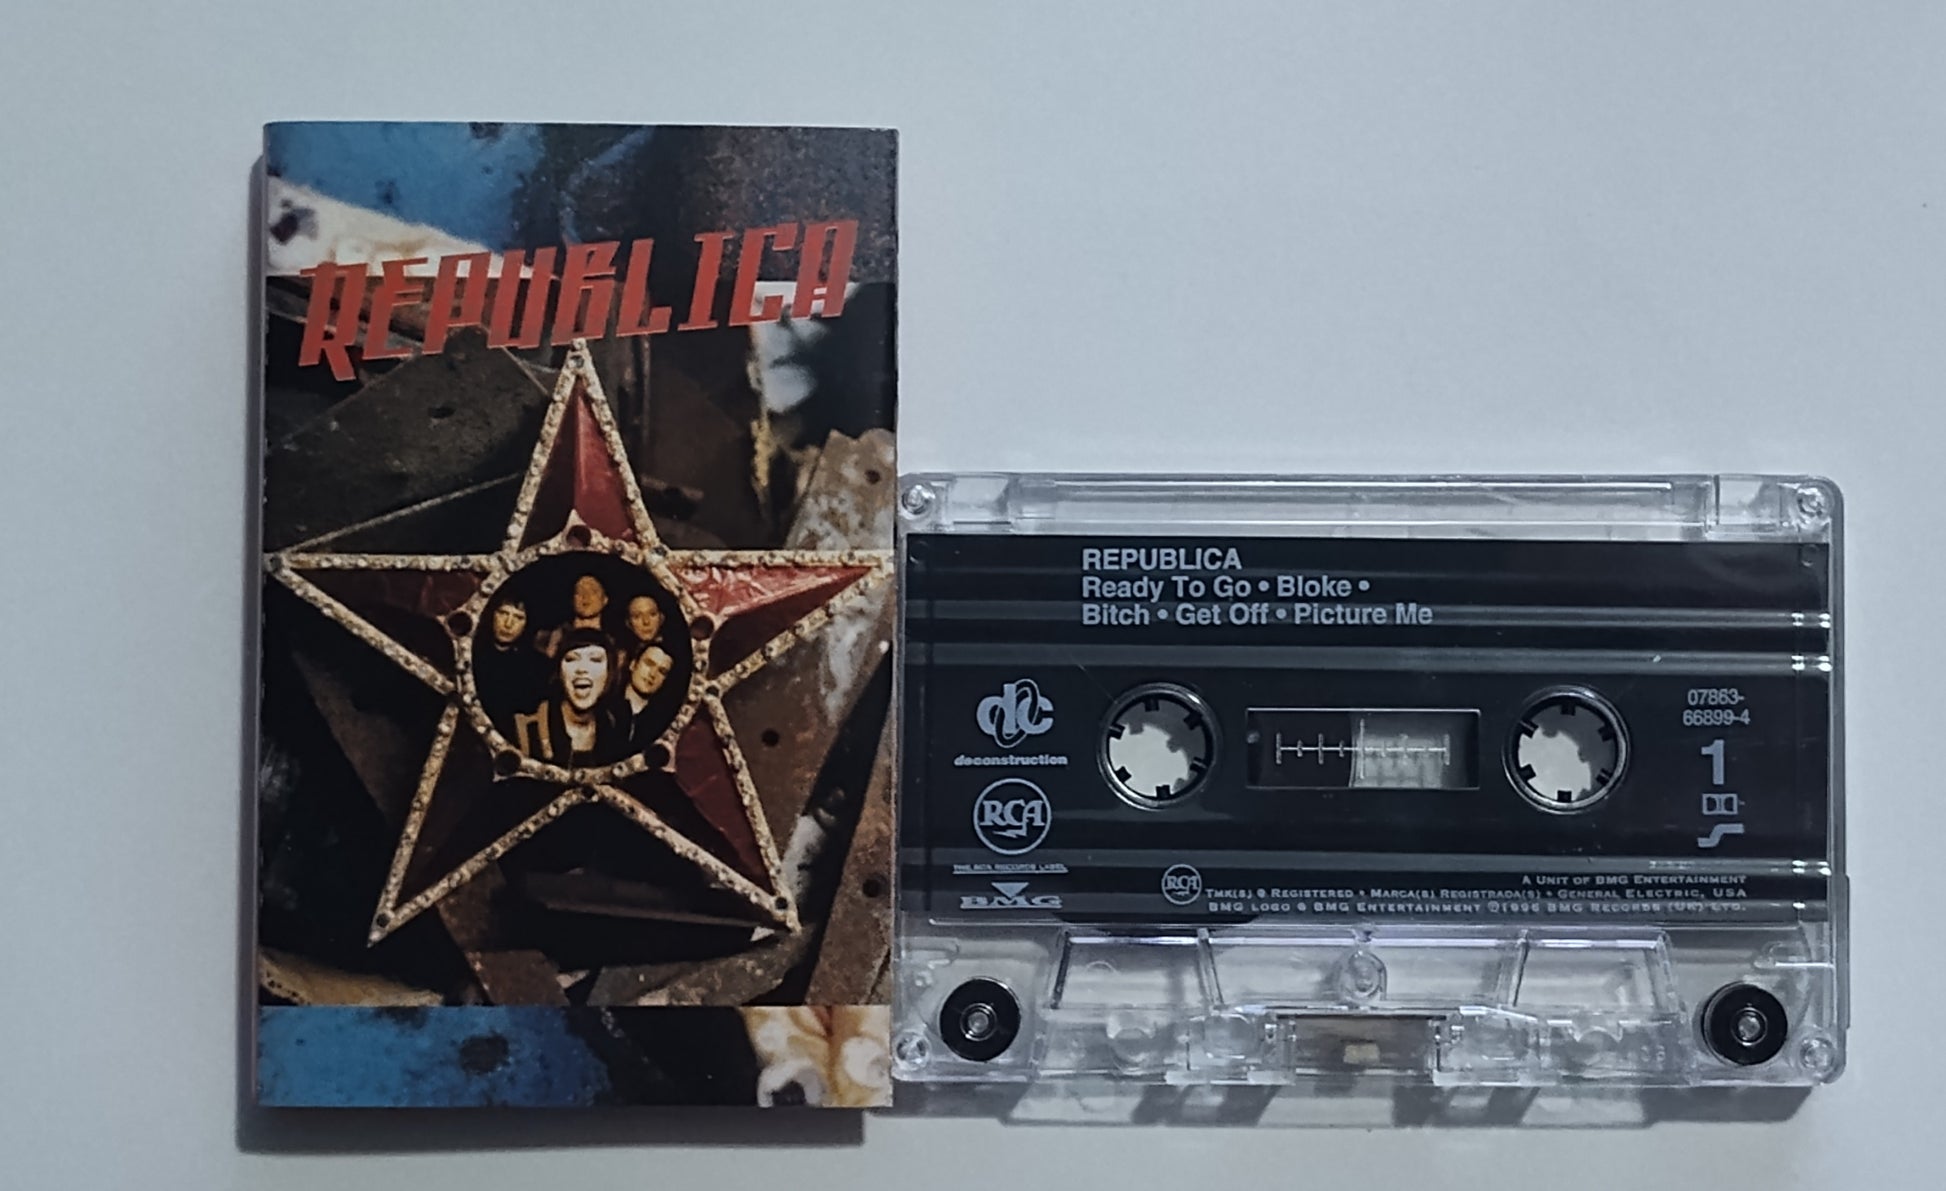 REPUBLICA
REPUBLICA
Ready To Go • Bloke •
Bitch • Get Off • Picture Me
dc
deconstruction
RCA
THE RCA RECORDS LABEL
BMG
07863-
66899-4
1
RCA
A UNIT OF BMG ENTERTAINMENT
TMK(S) ® REGISTERED • MARCA(S) REGISTRADA(S) • GENERAL ELECTRIC, USA
BMG LOGO © BMG ENTERTAINMENT ℗1996 BMG RECORDS (UK) LTD.